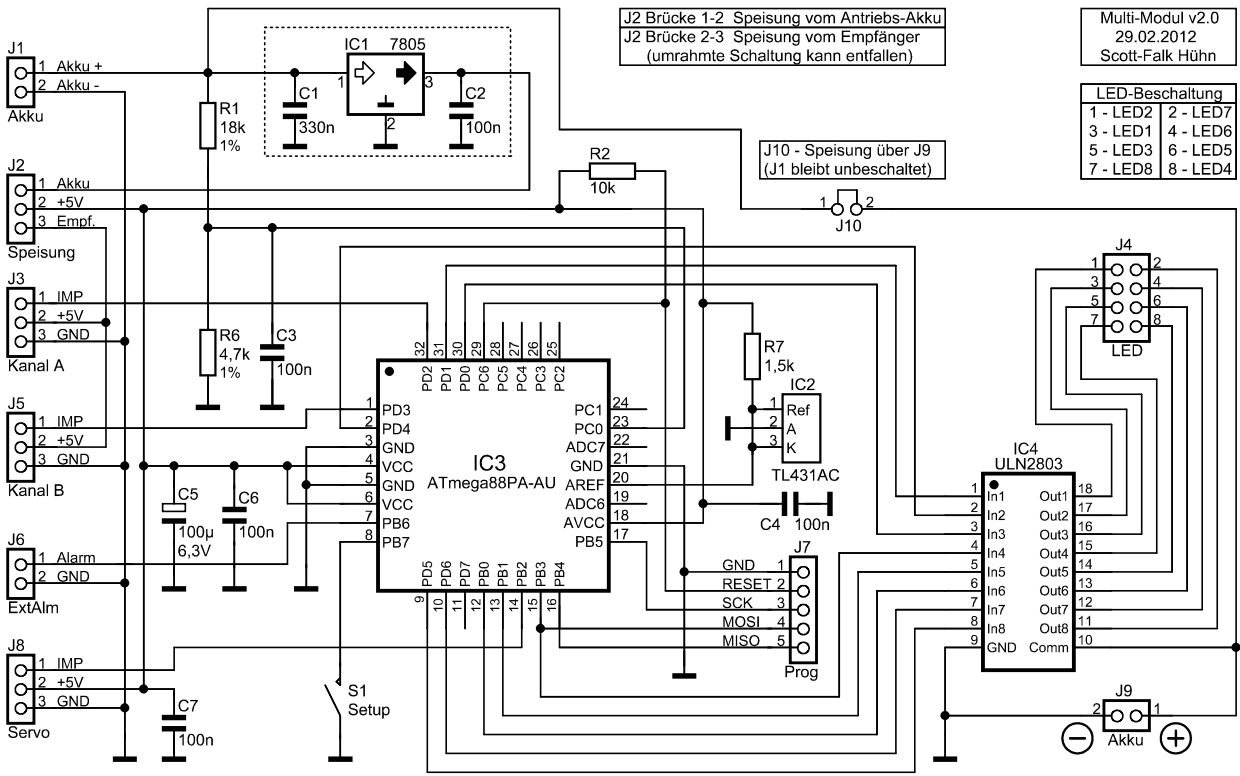 J2 Brücke 1-2 Speisung vom Antriebs-Akku
J2 Brücke 2-3 Speisung vom Empfänger
(umrahmte Schaltung kann entfallen)
Multi-Modul v2.0
29.02.2012
Scott-Falk Hühn
LED-Beschaltung
1 - LED2 2 - LED7
3 - LED1 4 - LED6
5 - LED3 6 - LED5
7 - LED8 8 - LED4
J10 - Speisung über J9
(J1 bleibt unbeschaltet)
J1
1 Akku +
2 Akku -
Akku
R1
18k
1%
IC1 7805
1 3
2
C1
330n
C2
100n
R2
10k
J2
1 Akku
2 +5V
3 Empf.
Speisung
1 2
J10
J3
1 IMP
2 +5V
3 GND
Kanal A
R6
4,7k
1%
C3
100n
J4
1 2
3 4
5 6
7 8
LED
R7
1,5k
IC2
1 Ref
2 A
3 K
TL431AC
32 31 30 29 28 27 26 25
PD2 PD1 PD0 PC6 PC5 PC4 PC3 PC2
1 PD3
2 PD4
3 GND
4 VCC
5 GND
6 VCC
7 PB6
8 PB7
IC3
ATmega88PA-AU
PC1 24
PC0 23
ADC7 22
GND 21
AREF 20
ADC6 19
AVCC 18
PB5 17
PD5 PD6 PD7 PB0 PB1 PB2 PB3 PB4
9 10 11 12 13 14 15 16
J5
1 IMP
2 +5V
3 GND
Kanal B
C5
100µ
6,3V
C6
100n
C4 100n
J6
1 Alarm
2 GND
ExtAlm
J7
GND 1
RESET 2
SCK 3
MOSI 4
MISO 5
Prog
IC4
ULN2803
1 In1 Out1 18
2 In2 Out2 17
3 In3 Out3 16
4 In4 Out4 15
5 In5 Out5 14
6 In6 Out6 13
7 In7 Out7 12
8 In8 Out8 11
9 GND Comm 10
J8
1 IMP
2 +5V
3 GND
Servo
C7
100n
S1
Setup
J9
2 1
Akku
− +